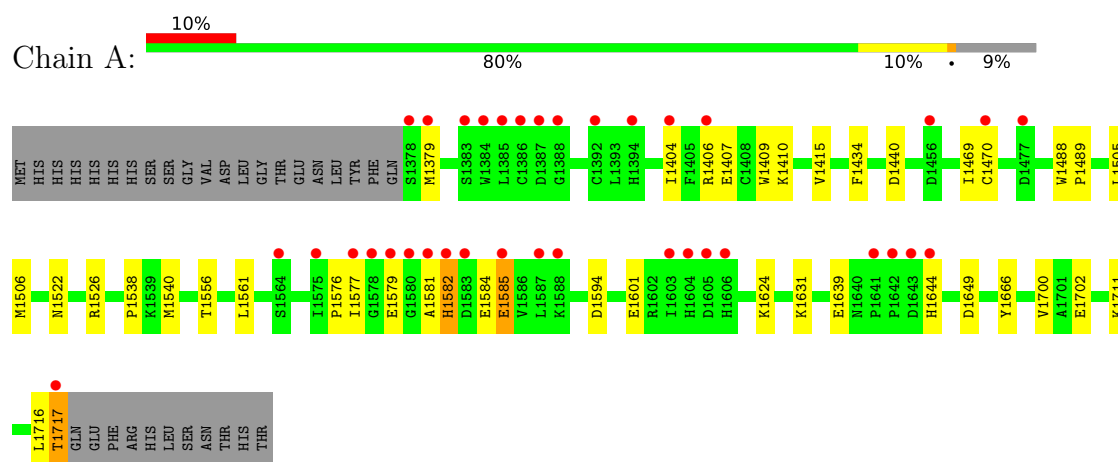 10%
Chain A:
80% 10% • 9%
MET HIS HIS HIS HIS HIS HIS SER SER GLY VAL ASP LEU GLY THR GLU ASN LEU TYR PHE GLN S1378 M1379 S1383 W1384 L1385 C1386 D1387 G1388 C1392 L1393 H1394 I1404 F1405 R1406 E1407 C1408 W1409 K1410 V1415 F1434 D1440 D1456 I1469 C1470 D1477 W1488 P1489 L1505
M1506 N1522 R1526 P1538 K1539 M1540 T1556 L1561 S1564 I1575 P1576 I1577 G1578 E1579 G1580 A1581 H1582 D1583 E1584 E1585 V1586 L1587 K1588 D1594 E1601 R1602 I1603 H1604 D1605 H1606 K1624 K1631 E1639 N1640 P1641 P1642 D1643 H1644 D1649 Y1666 V1700 A1701 E1702 K1711
L1716 T1717 GLN GLU PHE ARG HIS LEU SER ASN THR HIS THR